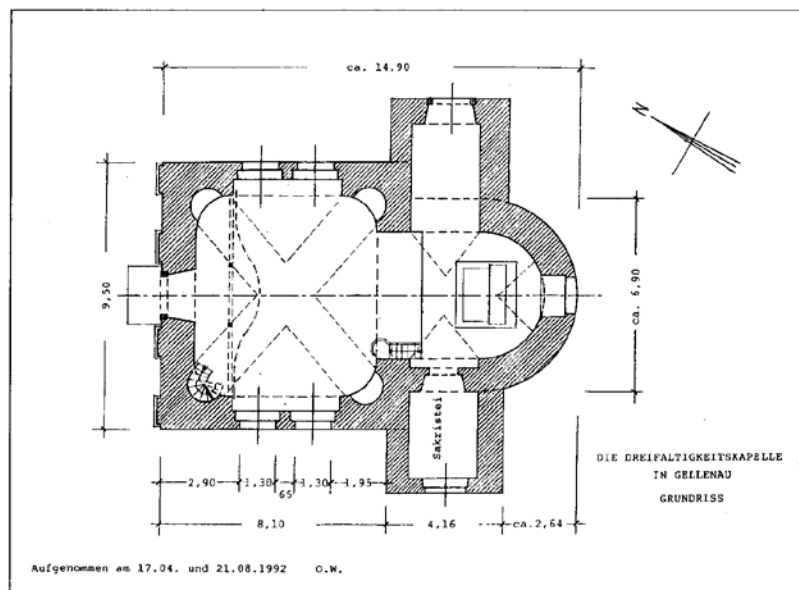 ca. 14,90
N
9,50
ca. 6,90
Sakristei
DIE DREIFALTIGKEITSKAPELLE
IN GELLENAU
GRUNDRISS
2,90 1,30 1,30 1,95
65
8,10 4,16 ca.2,64
Aufgenommen am 17.04. und 21.08.1992 O.W.